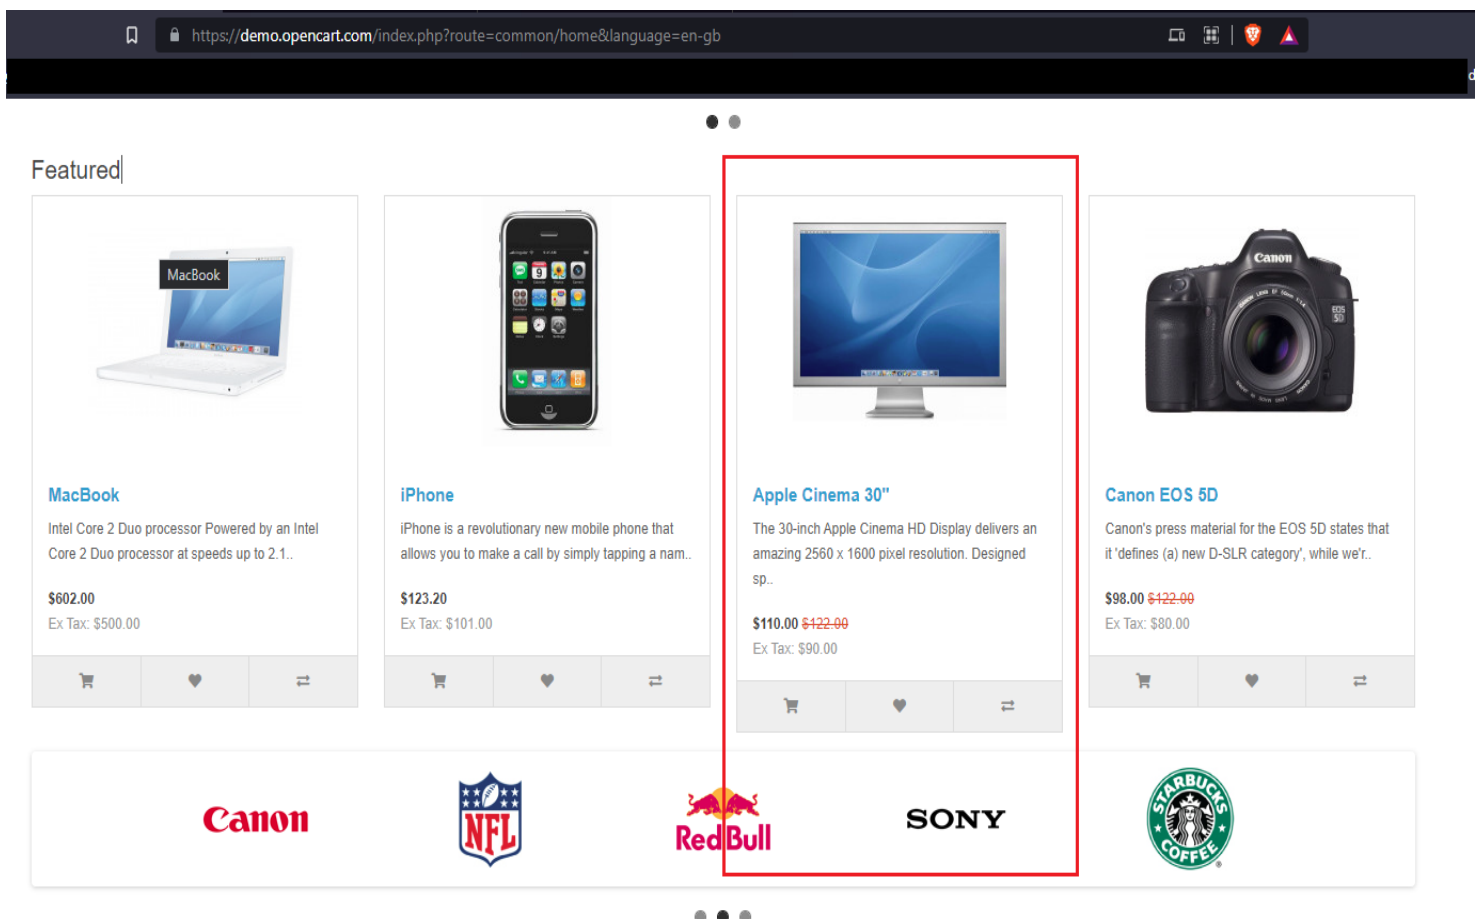 https://demo.opencart.com/index.php?route=common/home&language=en-gb
d
Featured
MacBook
Canon
EOS
5D
MacBook
Intel Core 2 Duo processor Powered by an Intel
Core 2 Duo processor at speeds up to 2.1..
$602.00
Ex Tax: $500.00
iPhone
iPhone is a revolutionary new mobile phone that
allows you to make a call by simply tapping a nam..
$123.20
Ex Tax: $101.00
Apple Cinema 30"
The 30-inch Apple Cinema HD Display delivers an
amazing 2560 x 1600 pixel resolution. Designed
sp..
$110.00 $122.00
Ex Tax: $90.00
Canon EOS 5D
Canon's press material for the EOS 5D states that
it 'defines (a) new D-SLR category', while we'r..
$98.00 $122.00
Ex Tax: $80.00
Canon
NFL
RedBull
SONY
STARBUCKS
COFFEE